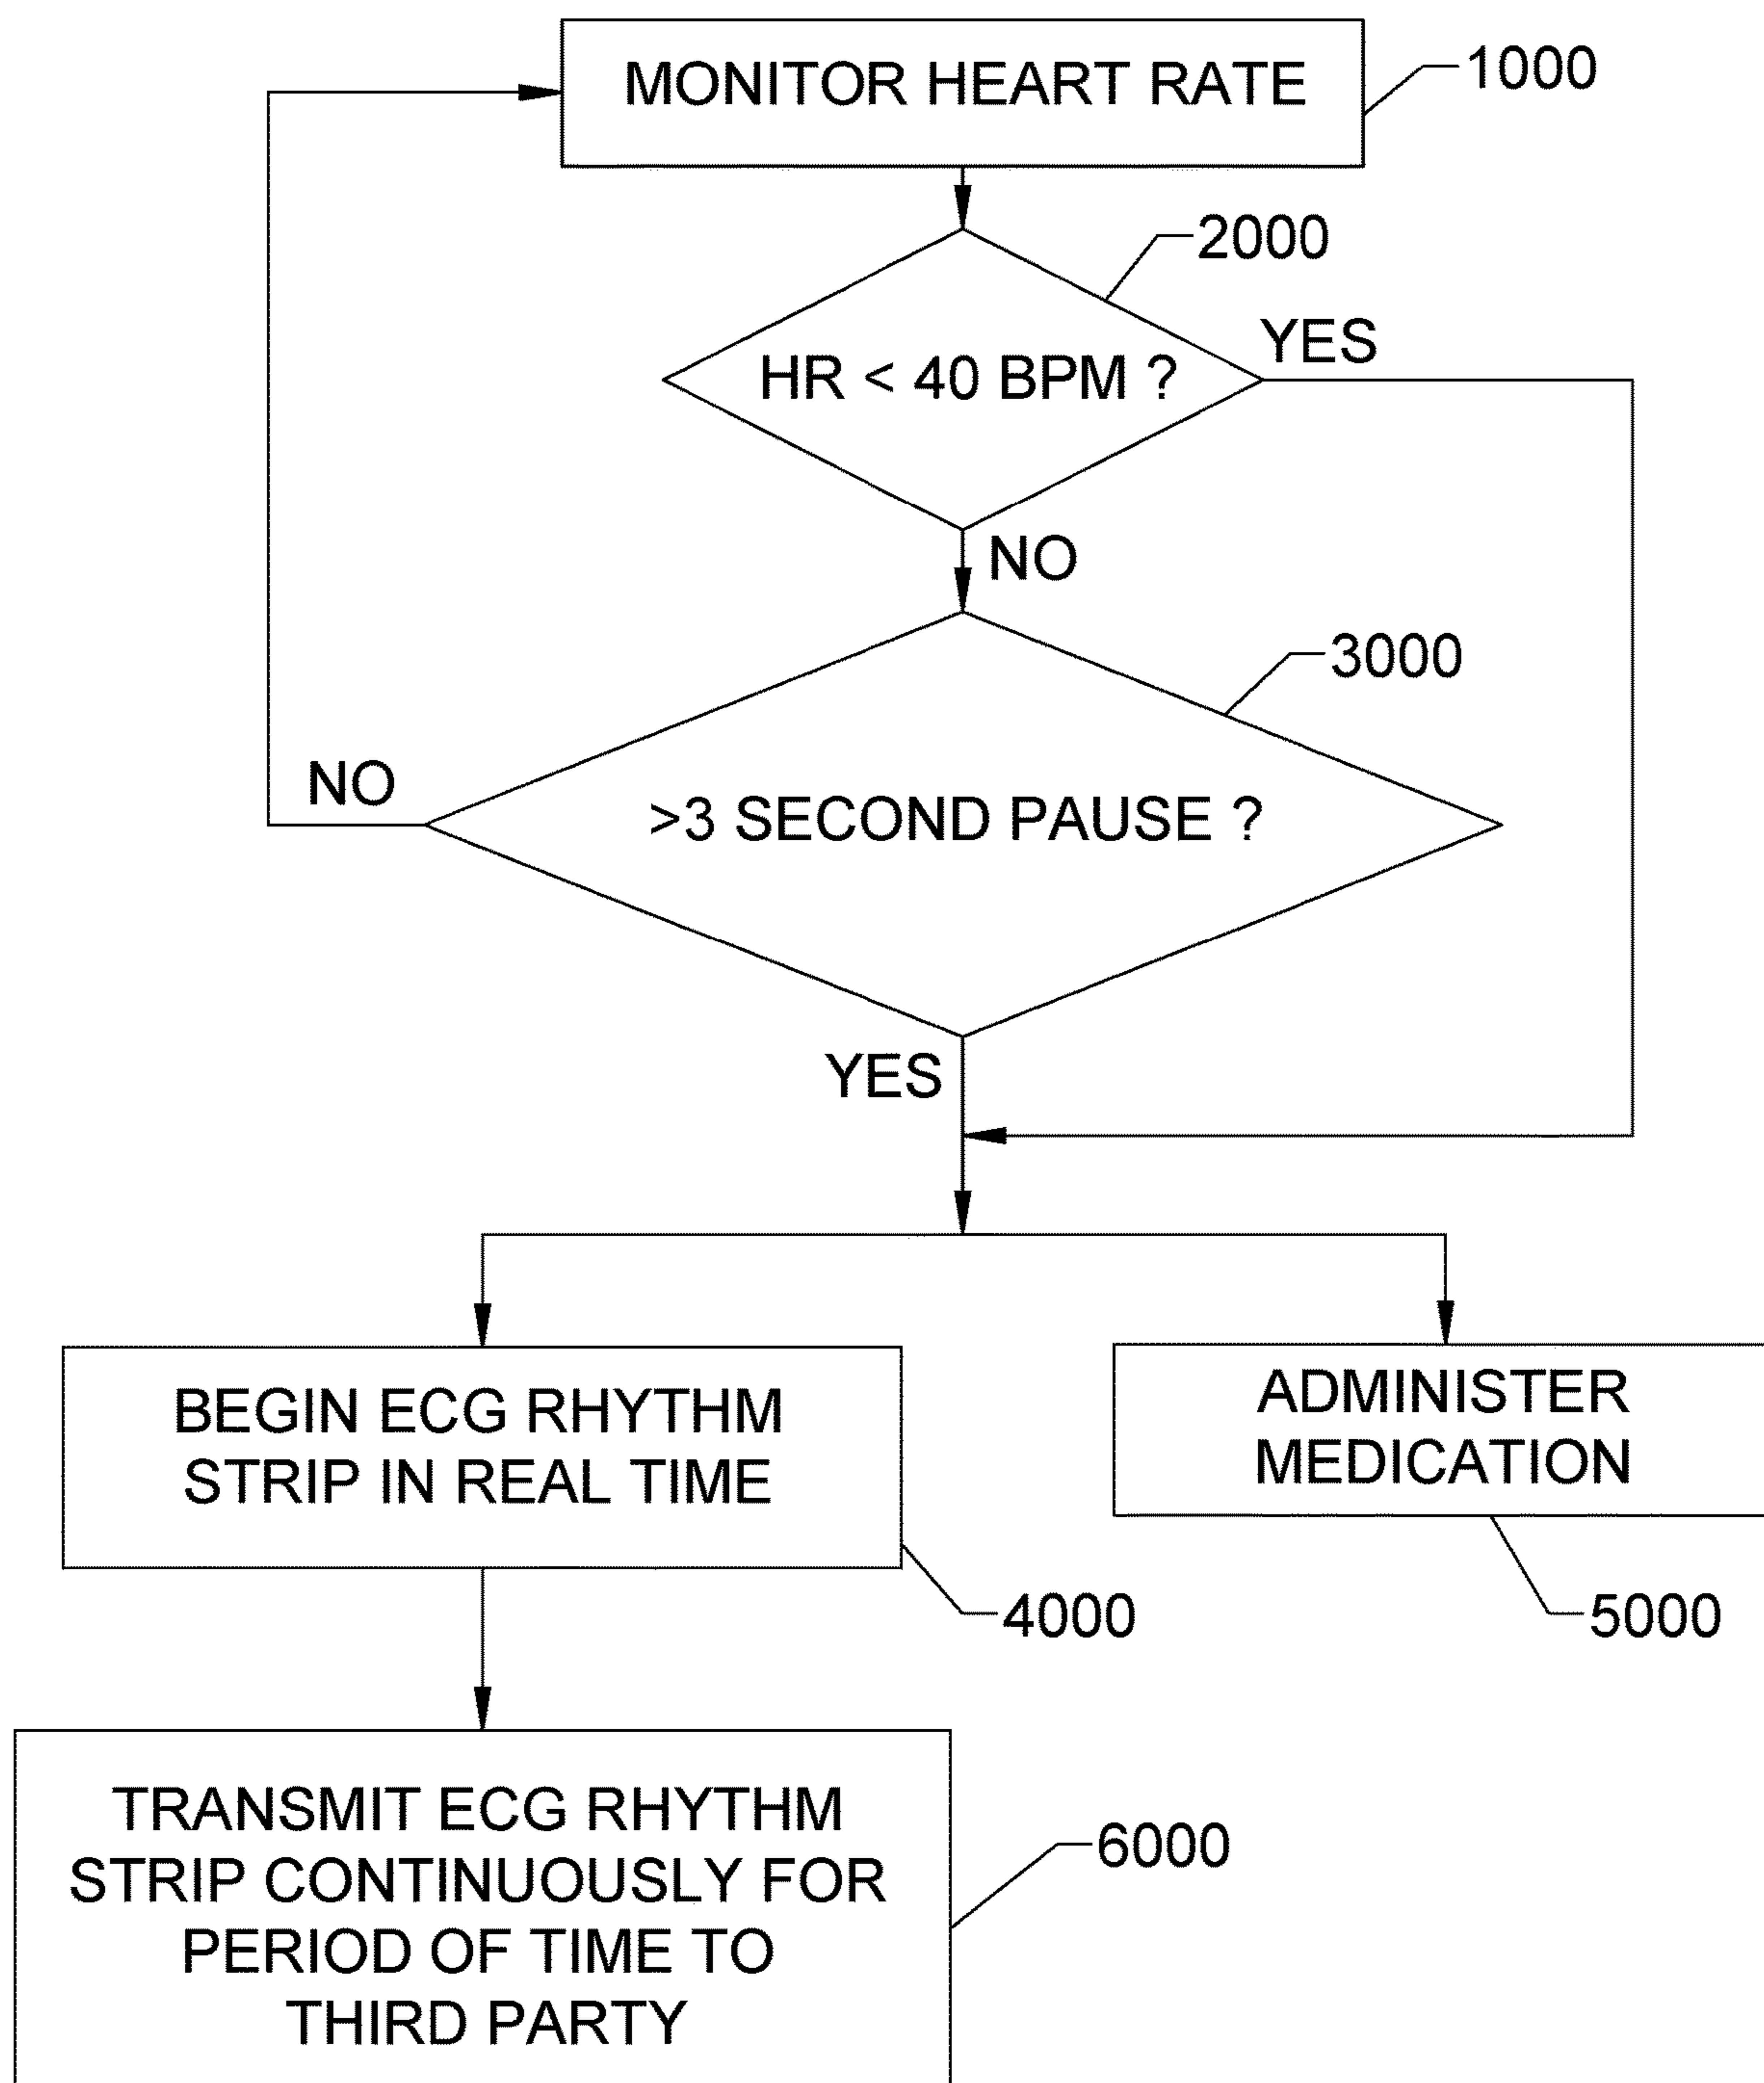 MONITOR HEART RATE
1000
2000
YES
HR < 40 BPM ?
NO
3000
NO
>3 SECOND PAUSE ?
YES
BEGIN ECG RHYTHM
STRIP IN REAL TIME
4000
ADMINISTER
MEDICATION
5000
TRANSMIT ECG RHYTHM
STRIP CONTINUOUSLY FOR
PERIOD OF TIME TO
THIRD PARTY
6000